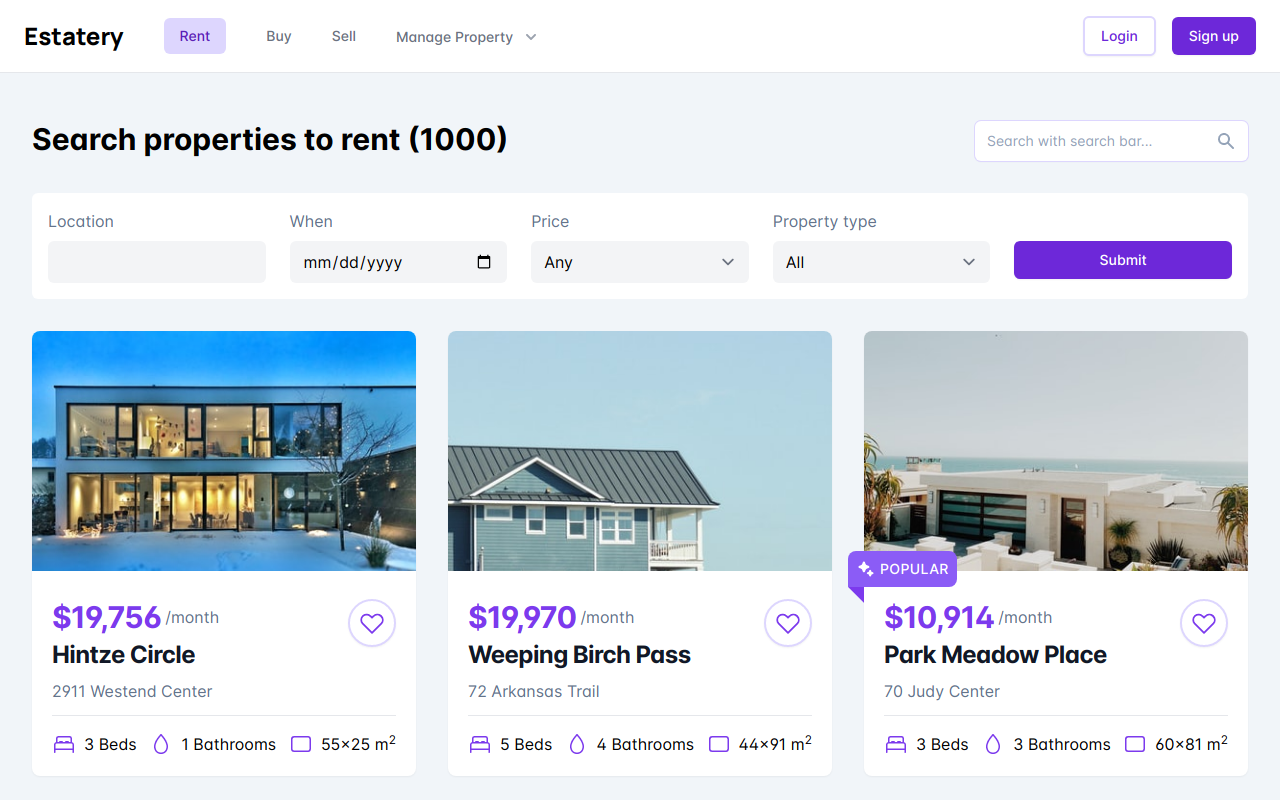 Estatery
Rent
Buy
Sell
Manage Property
Login
Sign up
Search properties to rent (1000)
Search with search bar...
Location
When
Price
Property type
mm/dd/yyyy
Any
All
Submit
POPULAR
$19,756 /month
Hintze Circle
2911 Westend Center
3 Beds
1 Bathrooms
55×25 m²
$19,970 /month
Weeping Birch Pass
72 Arkansas Trail
5 Beds
4 Bathrooms
44×91 m²
$10,914 /month
Park Meadow Place
70 Judy Center
3 Beds
3 Bathrooms
60×81 m²